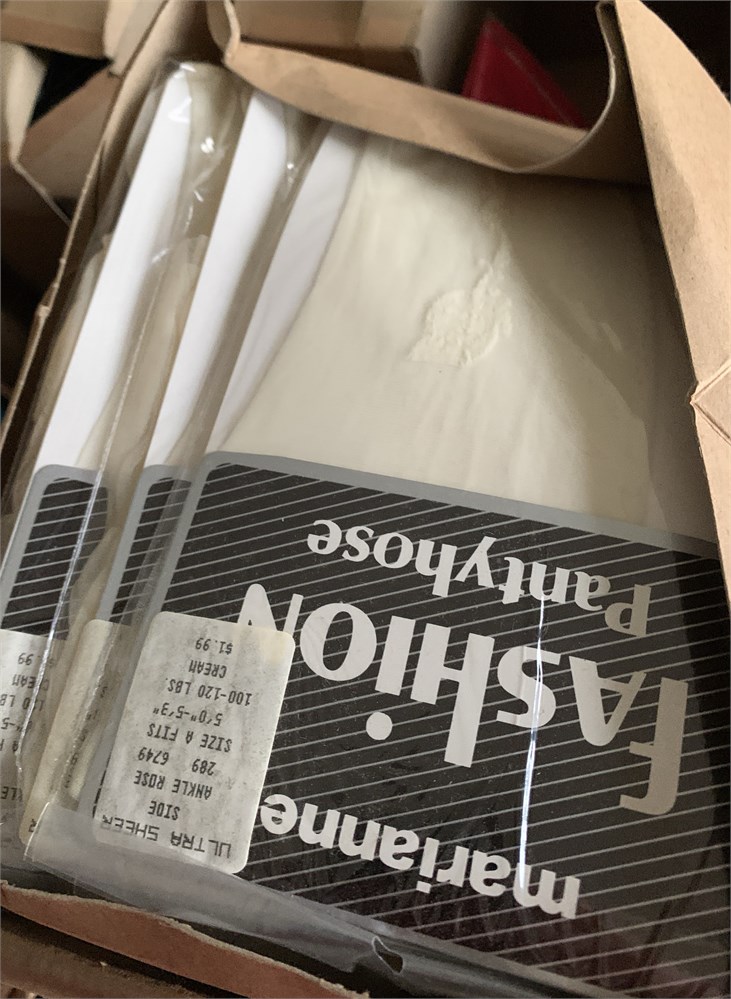 marianne
fashion
Pantyhose
ULTRA SHEER
SIDE
ANKLE ROSE
289 6749
SIZE A FITS
5'0"-5'3"
100-120 LBS.
CREAM
$1.99